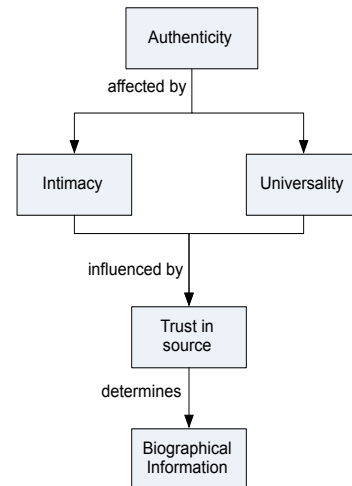 Authenticity
affected by
Intimacy
Universality
influenced by
Trust in
source
determines
Biographical
Information